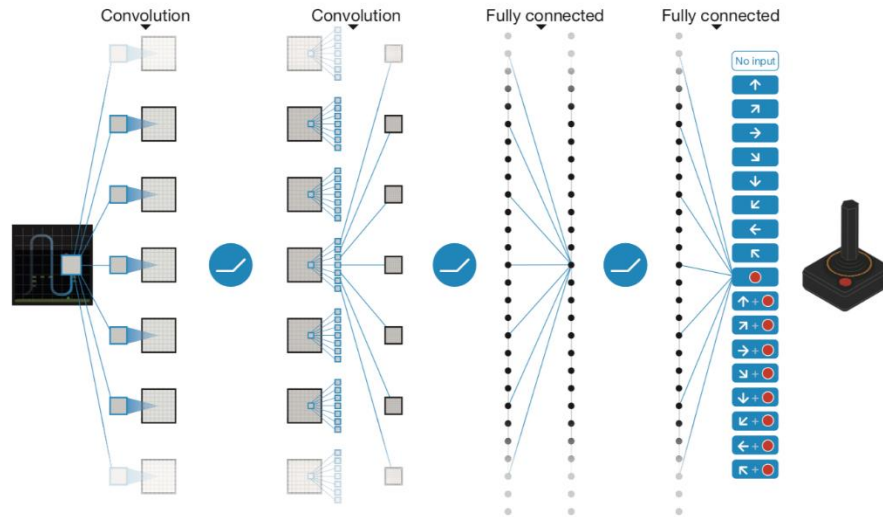 Convolution
Convolution
Fully connected
Fully connected
No input
+
+
+
+
+
+
+
+